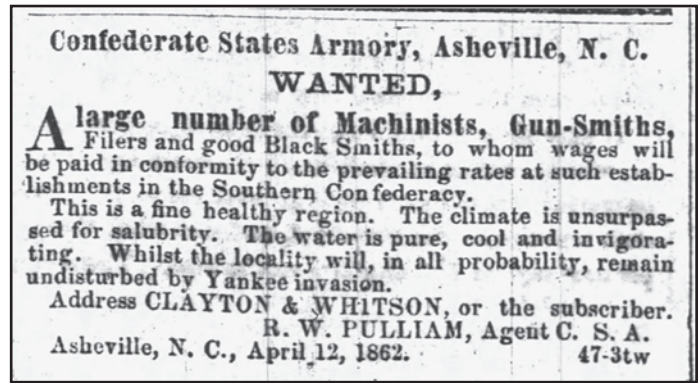 Confederate States Armory, Asheville, N. C.
WANTED,
A large number of Machinists, Gun-Smiths,
Filers and good Black Smiths, to whom wages will
be paid in conformity to the prevailing rates at such estab-
lishments in the Southern Confederacy.
This is a fine healthy region. The climate is unsurpas-
sed for salubrity. The water is pure, cool and invigora-
ting. Whilst the locality will, in all probability, remain
undisturbed by Yankee invasion.
Address CLAYTON & WHITSON, or the subscriber.
R. W. PULLIAM, Agent C. S. A.
Asheville, N. C., April 12, 1862. 47-3tw